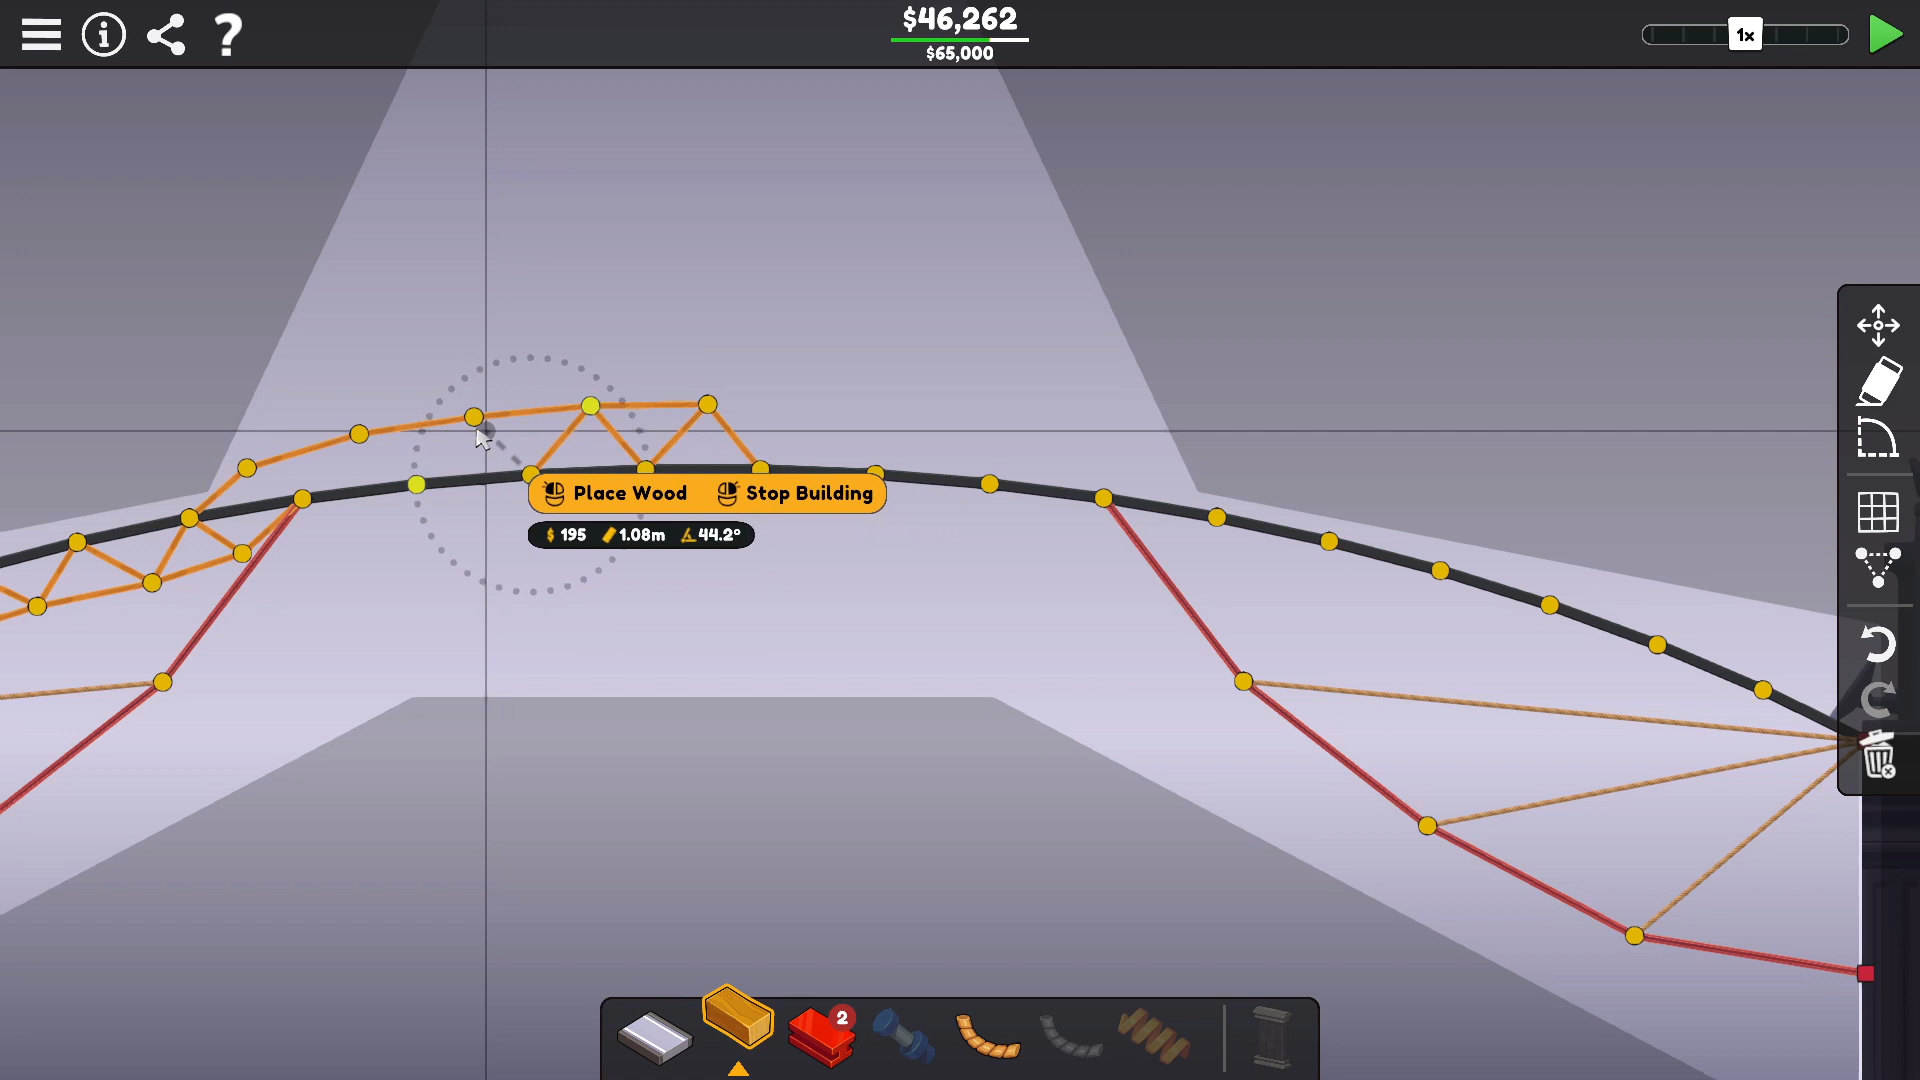 ?
$46,262
$65,000
1x
Place Wood Stop Building
$ 195 1.08m 44.2°
2